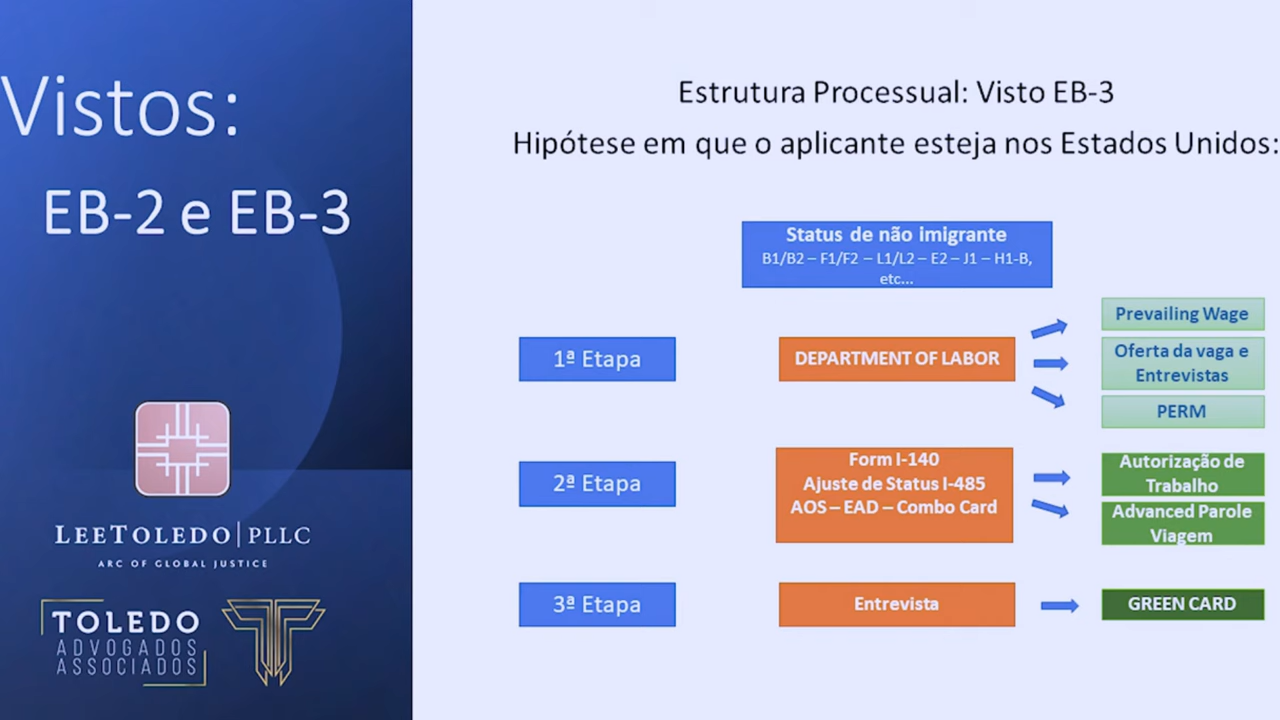 Vistos:
EB-2 e EB-3
LEETOLEDO|PLLC
ARC OF GLOBAL JUSTICE
TOLEDO
ADVOGADOS
ASSOCIADOS
Estrutura Processual: Visto EB-3
Hipótese em que o aplicante esteja nos Estados Unidos:
Status de não imigrante
B1/B2 – F1/F2 – L1/L2 – E2 – J1 – H1-B,
etc...
1ª Etapa
DEPARTMENT OF LABOR
Prevailing Wage
Oferta da vaga e
Entrevistas
PERM
2ª Etapa
Form I-140
Ajuste de Status I-485
AOS – EAD – Combo Card
Autorização de
Trabalho
Advanced Parole
Viagem
3ª Etapa
Entrevista
GREEN CARD